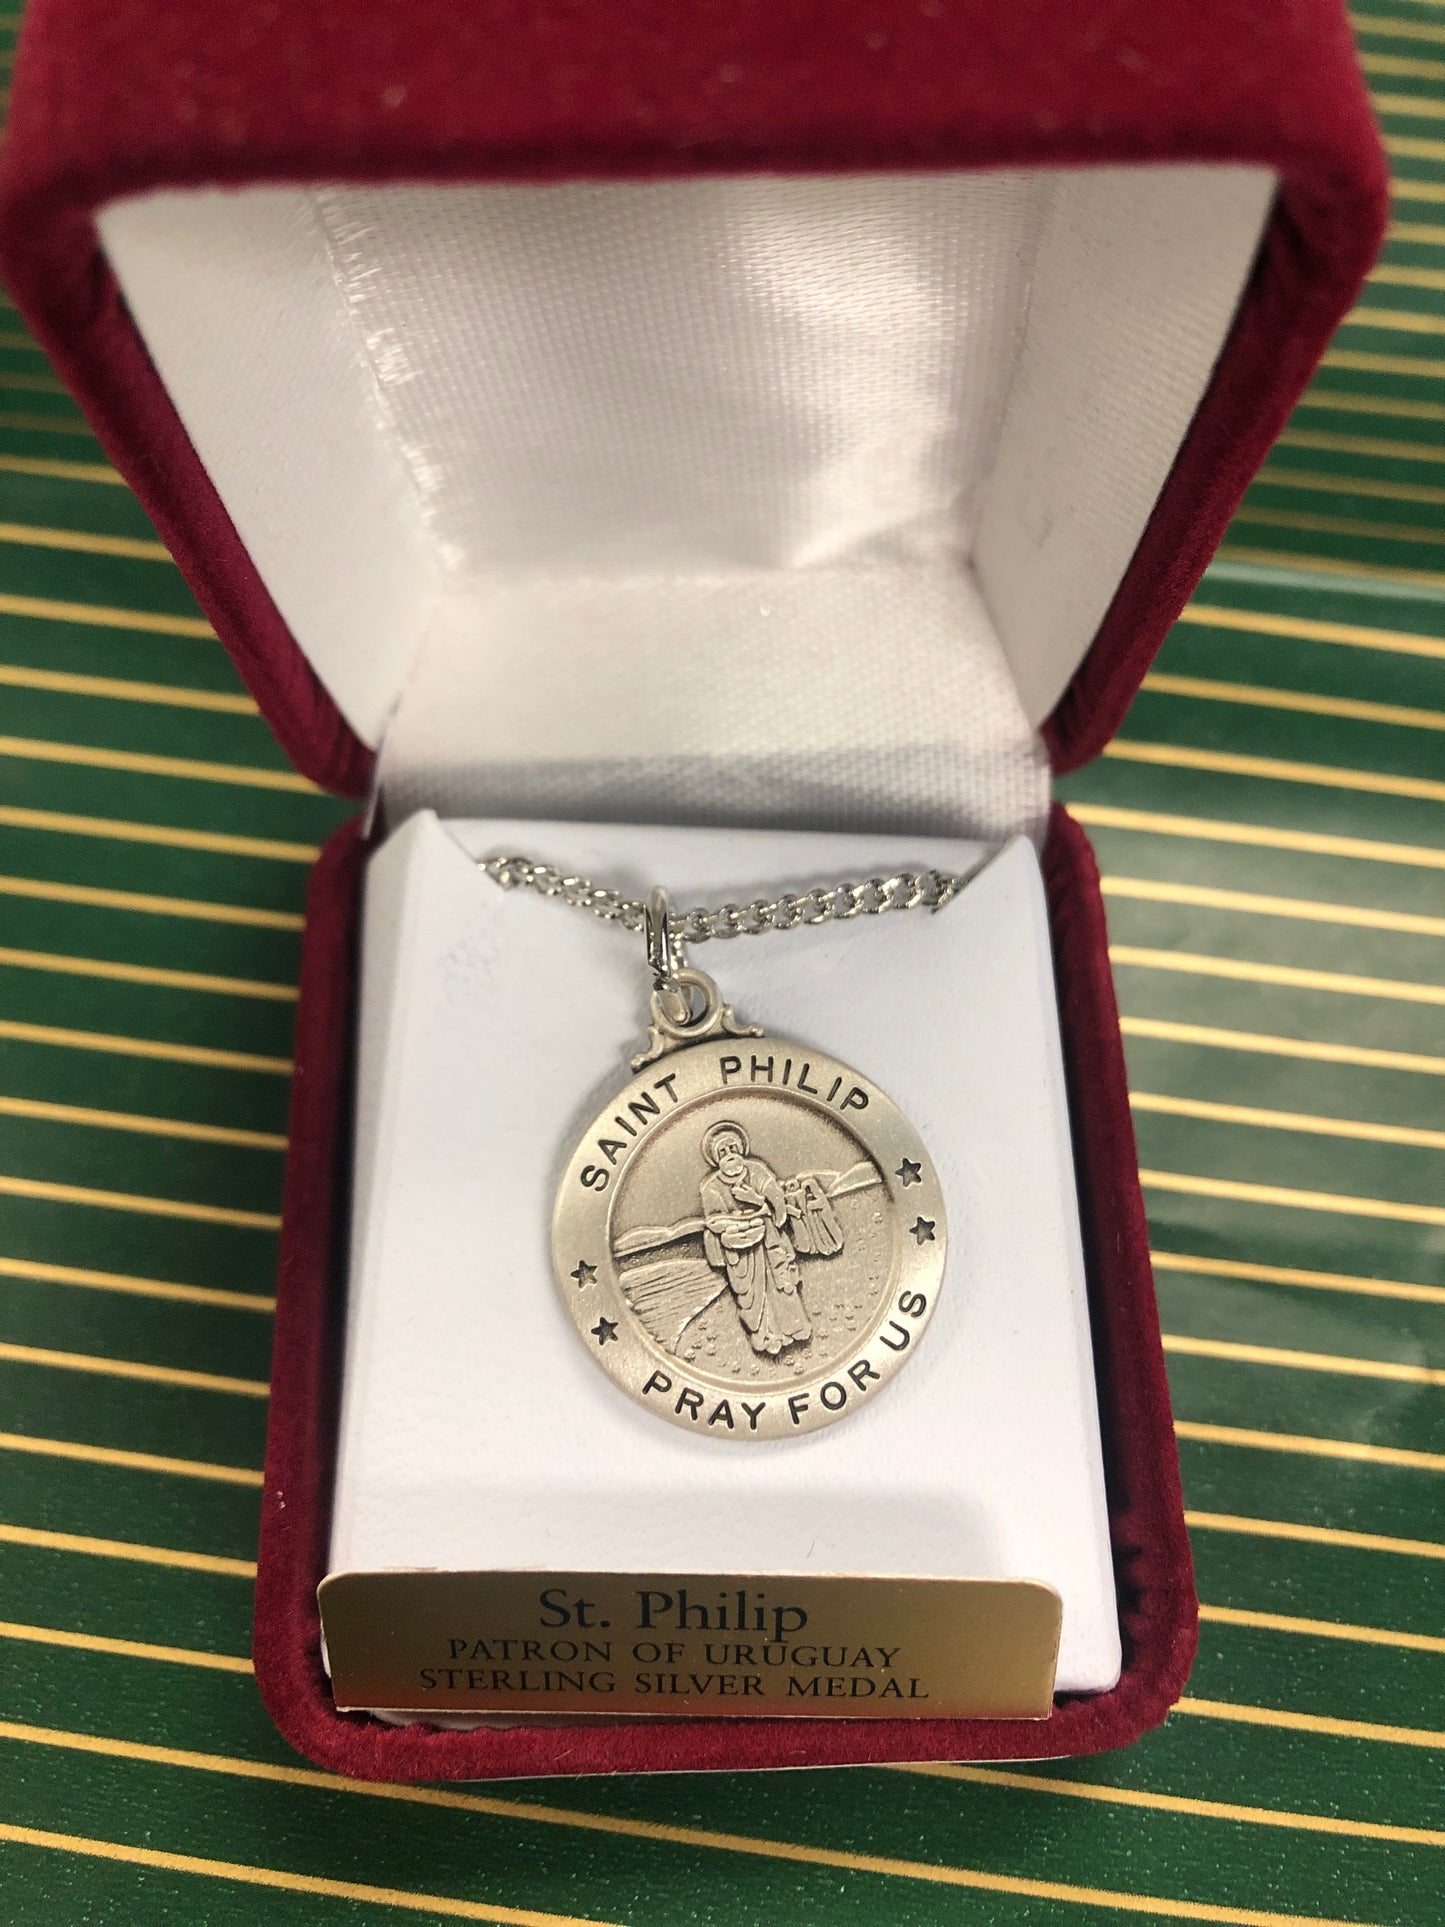 SAINT PHILIP
PRAY FOR US
St. Philip
PATRON OF URUGUAY
STERLING SILVER MEDAL